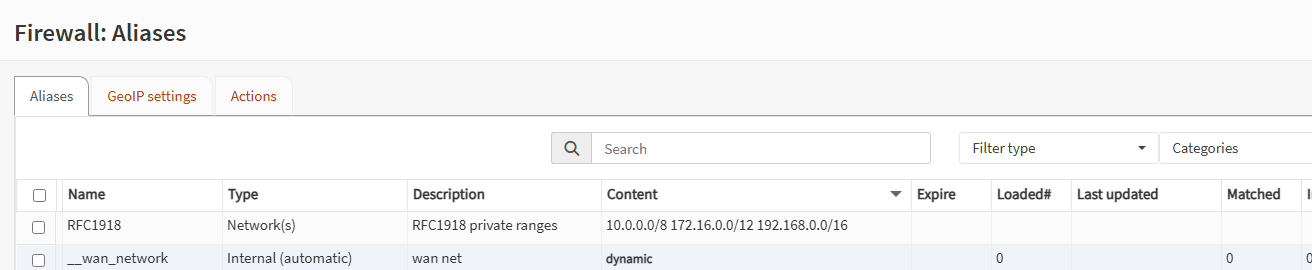 Firewall: Aliases
Aliases GeoIP settings Actions
Search Filter type Categories
Name Type Description Content Expire Loaded# Last updated Matched
RFC1918 Network(s) RFC1918 private ranges 10.0.0.0/8 172.16.0.0/12 192.168.0.0/16
__wan_network Internal (automatic) wan net dynamic 0 0